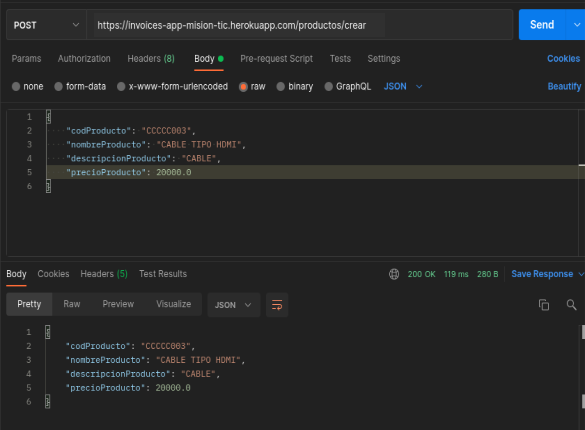 POST https://invoices-app-mision-tic.herokuapp.com/productos/crear Send
Params Authorization Headers (8) Body Pre-request Script Tests Settings Cookies
none form-data x-www-form-urlencoded raw binary GraphQL JSON Beautify
1 {
2 "codProducto": "CCCCC003",
3 "nombreProducto": "CABLE TIPO HDMI",
4 "descripcionProducto": "CABLE",
5 "precioProducto": 20000.0
6 }
Body Cookies Headers (5) Test Results 200 OK 119 ms 280 B Save Response
Pretty Raw Preview Visualize JSON
1 {
2 "codProducto": "CCCCC003",
3 "nombreProducto": "CABLE TIPO HDMI",
4 "descripcionProducto": "CABLE",
5 "precioProducto": 20000.0
6 }